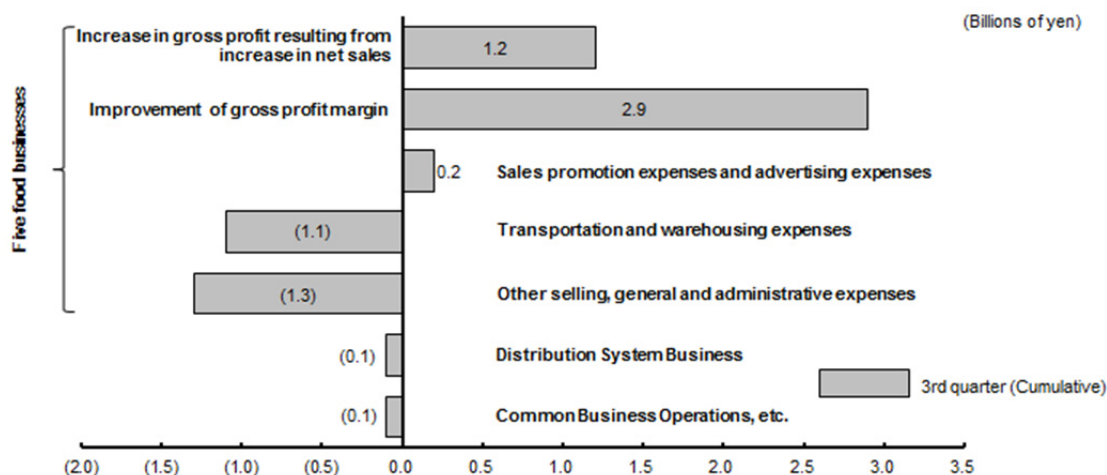 (Billions of yen)
Five food businesses
Increase in gross profit resulting from
increase in net sales
1.2
Improvement of gross profit margin
2.9
0.2
Sales promotion expenses and advertising expenses
(1.1)
Transportation and warehousing expenses
(1.3)
Other selling, general and administrative expenses
(0.1)
Distribution System Business
3rd quarter (Cumulative)
(0.1)
Common Business Operations, etc.
(2.0) (1.5) (1.0) (0.5) 0.0 0.5 1.0 1.5 2.0 2.5 3.0 3.5